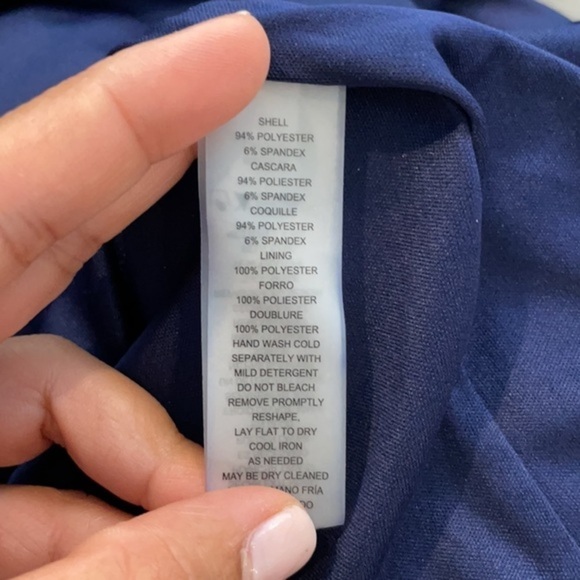 SHELL
94% POLYESTER
6% SPANDEX
CASCARA
94% POLIESTER
6% SPANDEX
COQUILLE
94% POLYESTER
6% SPANDEX
LINING
100% POLYESTER
FORRO
100% POLIESTER
DOUBLURE
100% POLYESTER
HAND WASH COLD
SEPARATELY WITH
MILD DETERGENT
DO NOT BLEACH
REMOVE PROMPTLY
RESHAPE,
LAY FLAT TO DRY
COOL IRON
AS NEEDED
MAY BE DRY CLEANED
FRÍA